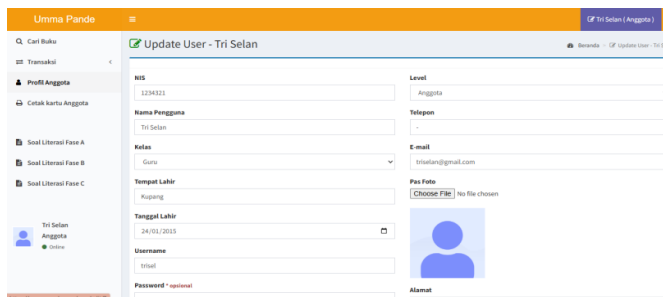 Umma Pande
Tri Selan ( Anggota )
Cari Buku
Transaksi
Profil Anggota
Cetak kartu Anggota
Soal Literasi Fase A
Soal Literasi Fase B
Soal Literasi Fase C
Tri Selan
Anggota
Online
Update User - Tri Selan
Beranda > Update User - Tri S
NIS
1234321
Nama Pengguna
Tri Selan
Kelas
Guru
Tempat Lahir
Kupang
Tanggal Lahir
24/01/2015
Username
trisel
Password * opsional
Level
Anggota
Telepon
-
E-mail
triselan@gmail.com
Pas Foto
Choose File No file chosen
Alamat